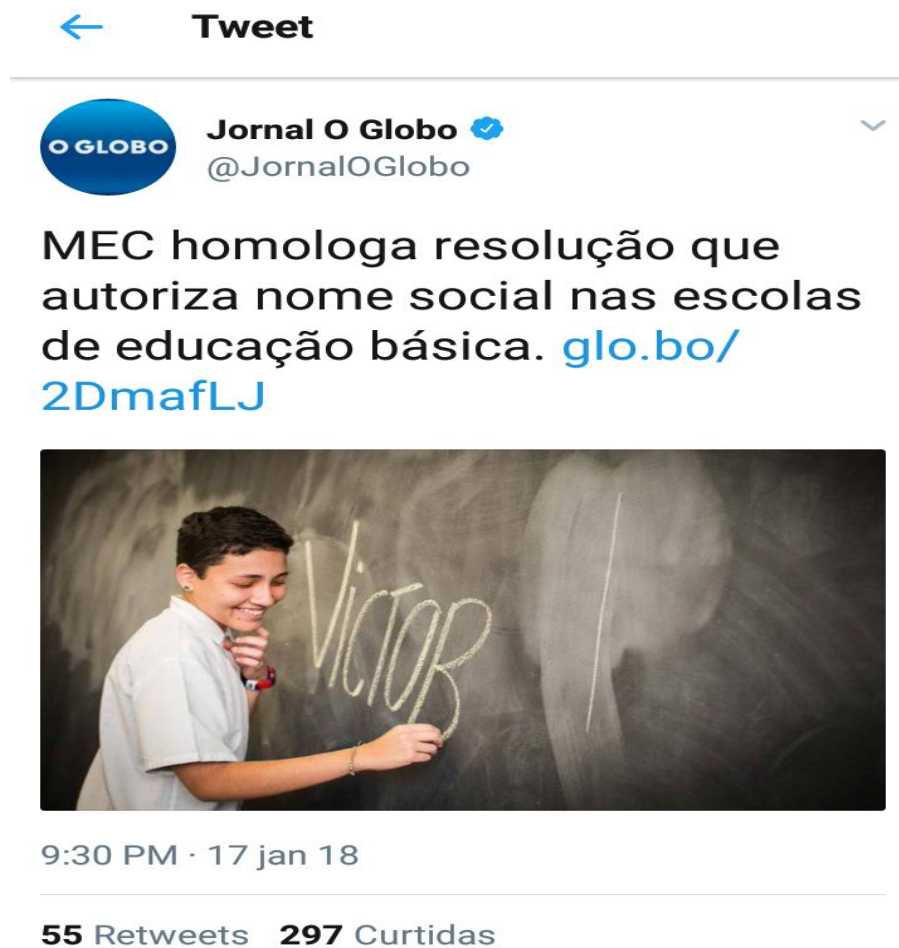 Tweet
O GLOBO
Jornal O Globo
@JornalOGlobo
MEC homologa resolução que
autoriza nome social nas escolas
de educação básica. glo.bo/
2DmafLJ
VICTOR
9:30 PM · 17 jan 18
55 Retweets 297 Curtidas